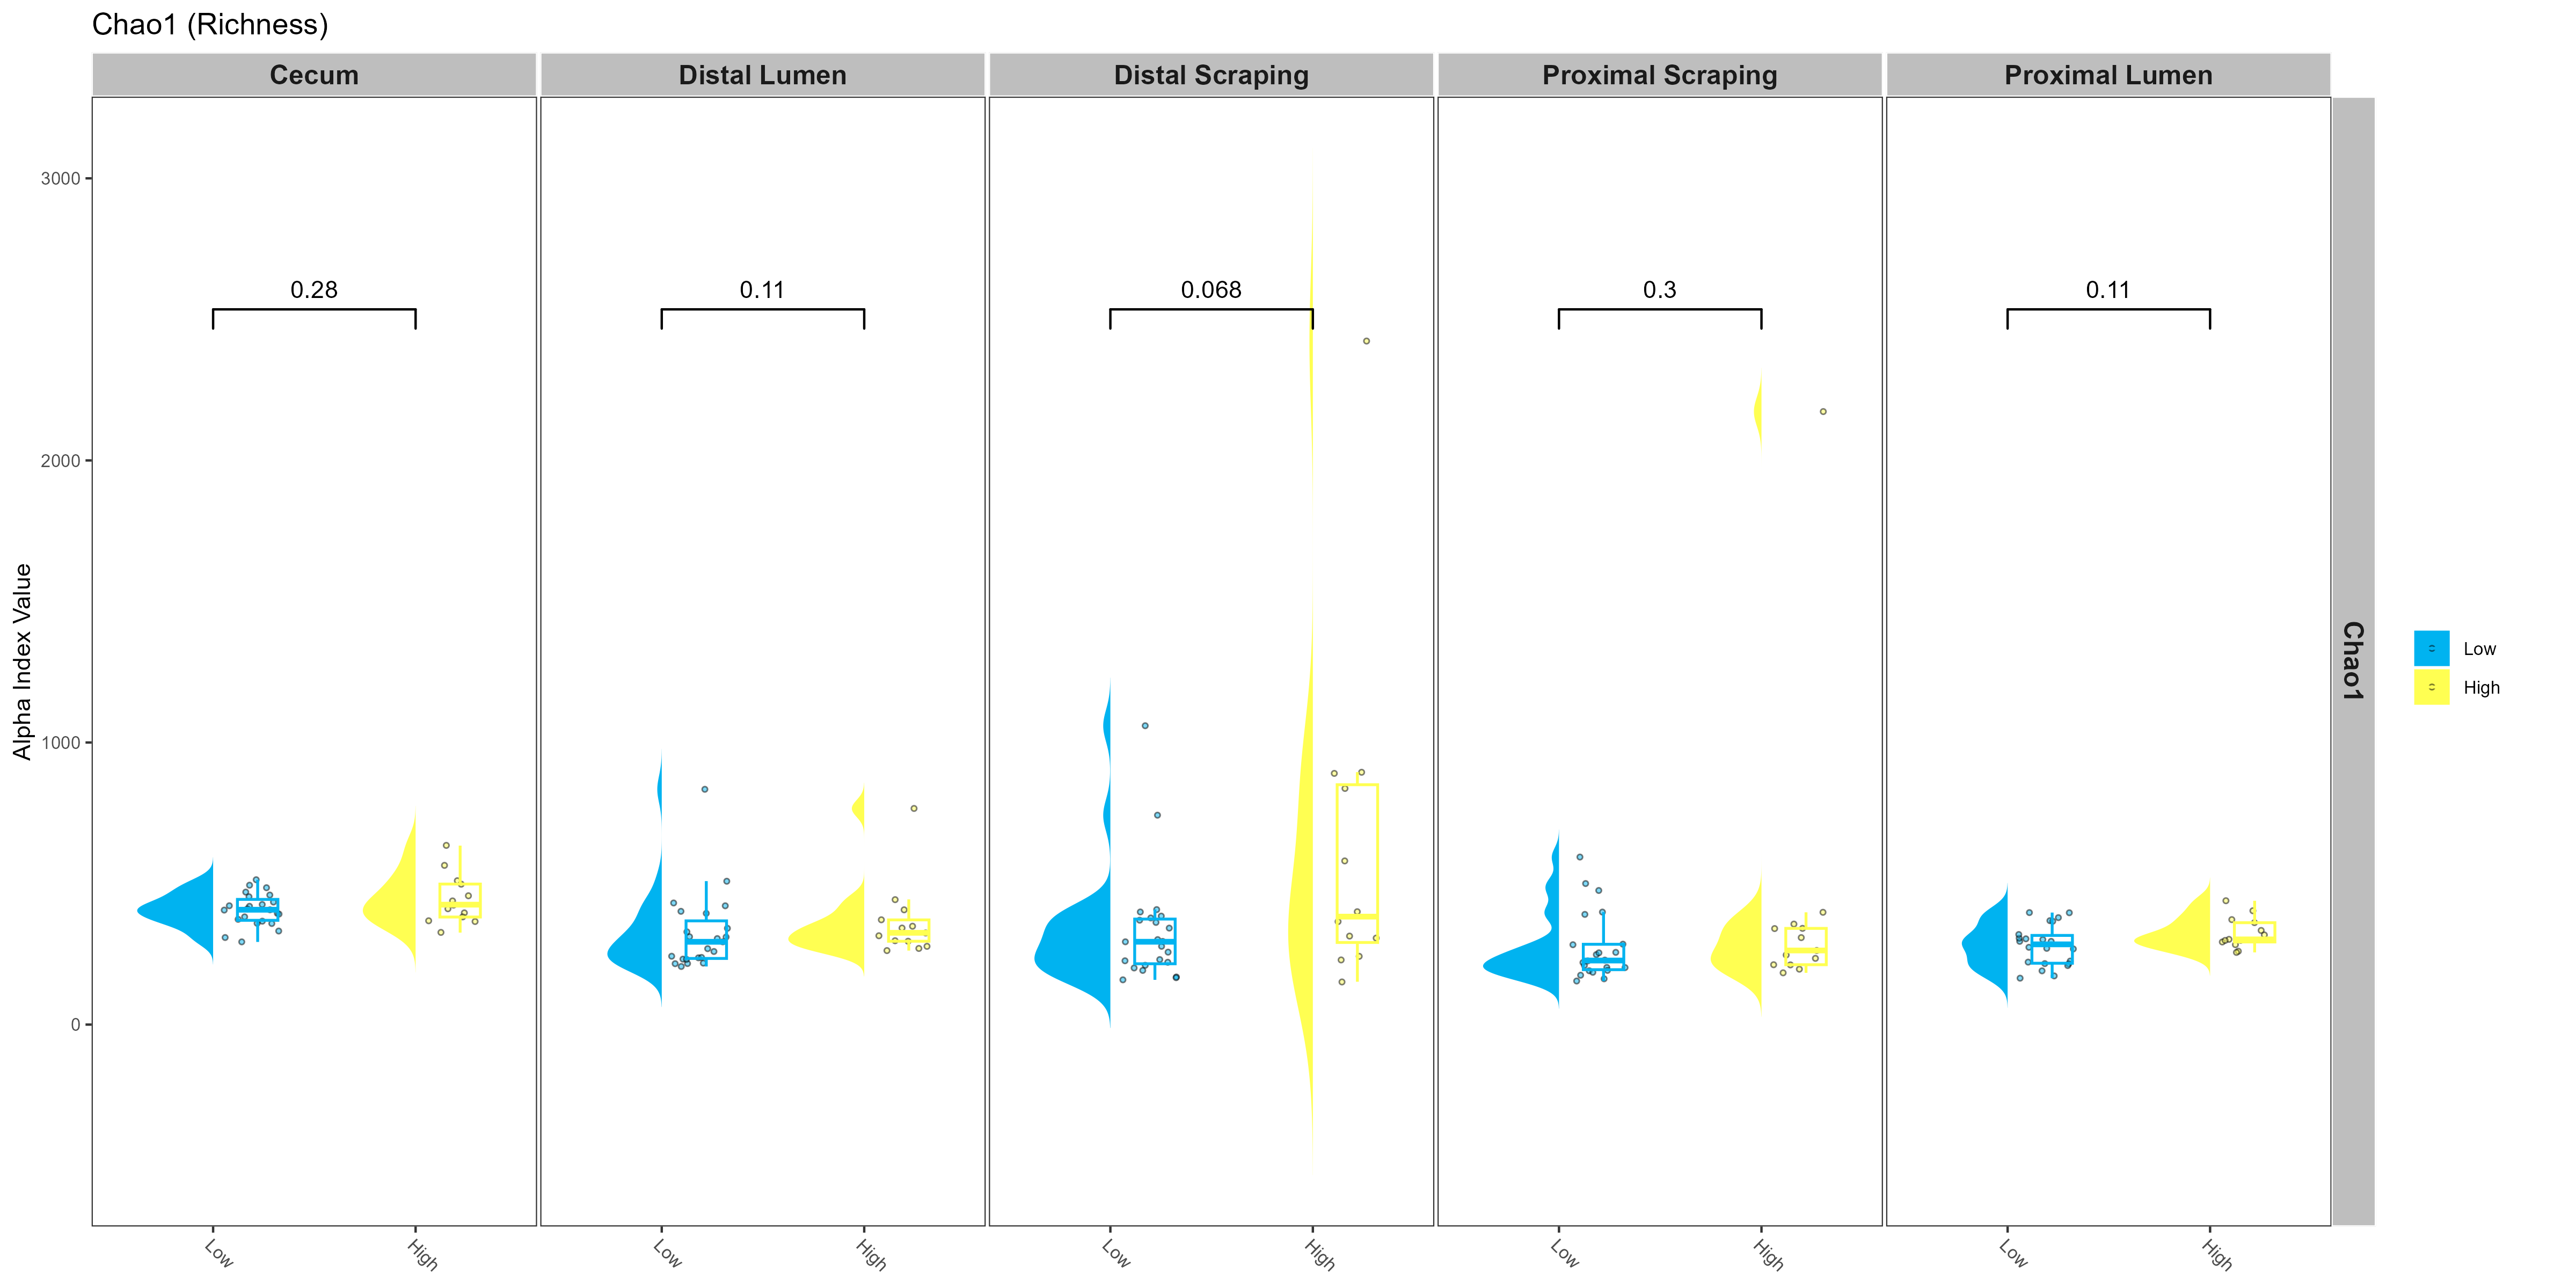 Chao1 (Richness)
Cecum
Distal Lumen
Distal Scraping
Proximal Scraping
Proximal Lumen
Chao1
Alpha Index Value
3000
2000
1000
0
0.28
0.11
0.068
0.3
0.11
Low
High
Low
High
Low
High
Low
High
Low
High
Low
High